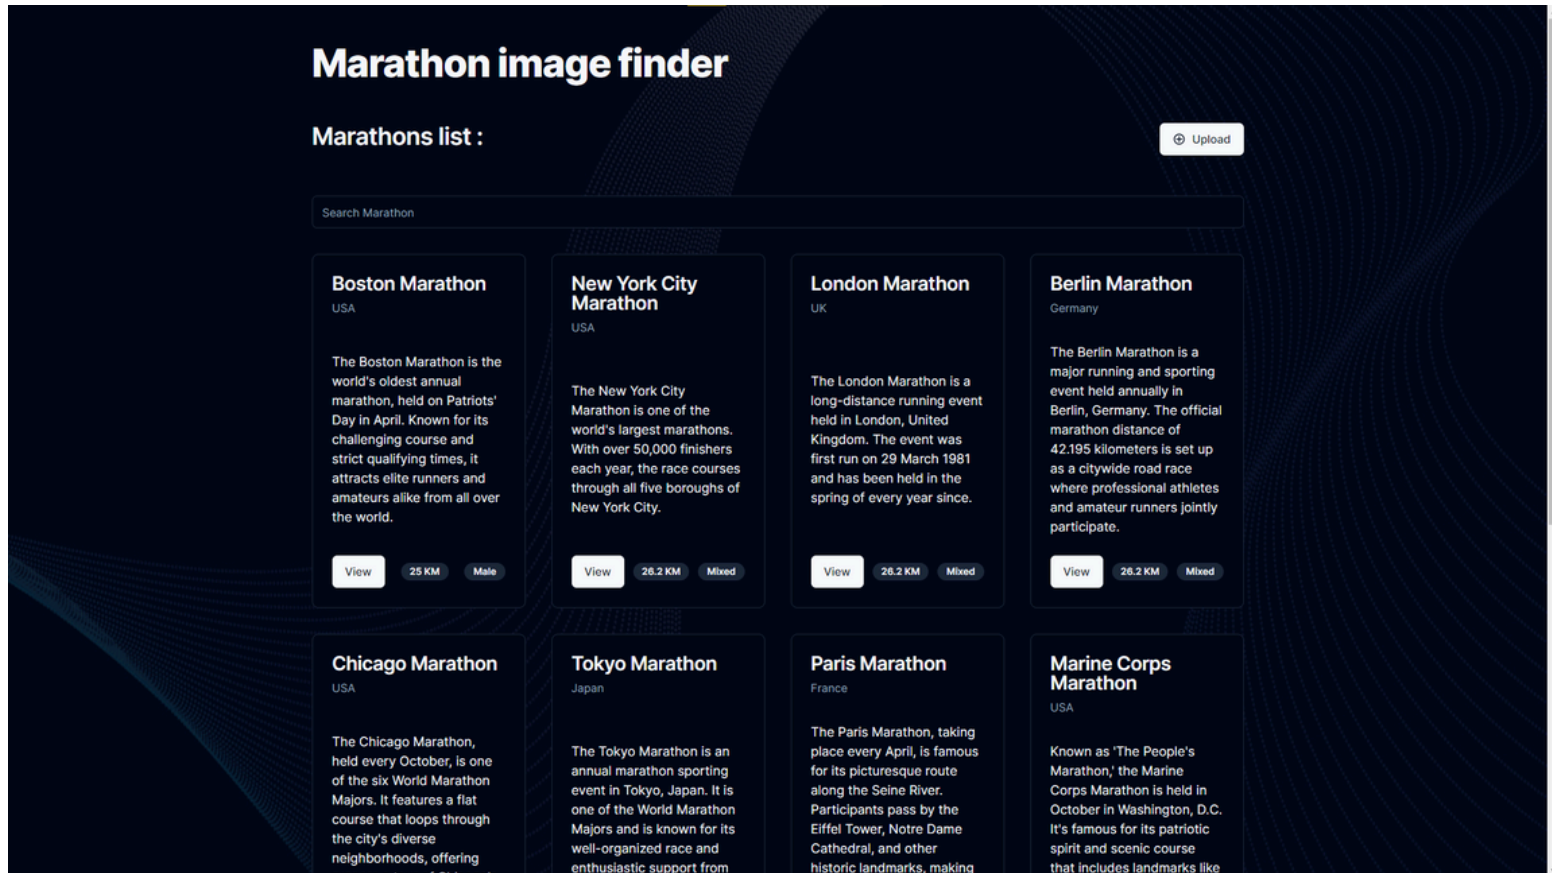 Marathon image finder
Marathons list :
Upload
Search Marathon
Boston Marathon
USA
The Boston Marathon is the
world's oldest annual
marathon, held on Patriots'
Day in April. Known for its
challenging course and
strict qualifying times, it
attracts elite runners and
amateurs alike from all over
the world.
View
25 KM
Male
New York City
Marathon
USA
The New York City
Marathon is one of the
world's largest marathons.
With over 50,000 finishers
each year, the race courses
through all five boroughs of
New York City.
View
26.2 KM
Mixed
London Marathon
UK
The London Marathon is a
long-distance running event
held in London, United
Kingdom. The event was
first run on 29 March 1981
and has been held in the
spring of every year since.
View
26.2 KM
Mixed
Berlin Marathon
Germany
The Berlin Marathon is a
major running and sporting
event held annually in
Berlin, Germany. The official
marathon distance of
42.195 kilometers is set up
as a citywide road race
where professional athletes
and amateur runners jointly
participate.
View
26.2 KM
Mixed
Chicago Marathon
USA
The Chicago Marathon,
held every October, is one
of the six World Marathon
Majors. It features a flat
course that loops through
the city's diverse
neighborhoods, offering
Tokyo Marathon
Japan
The Tokyo Marathon is an
annual marathon sporting
event in Tokyo, Japan. It is
one of the World Marathon
Majors and is known for its
well-organized race and
enthusiastic support from
Paris Marathon
France
The Paris Marathon, taking
place every April, is famous
for its picturesque route
along the Seine River.
Participants pass by the
Eiffel Tower, Notre Dame
Cathedral, and other
historic landmarks, making
Marine Corps
Marathon
USA
Known as 'The People's
Marathon,' the Marine
Corps Marathon is held in
October in Washington, D.C.
It's famous for its patriotic
spirit and scenic course
that includes landmarks like